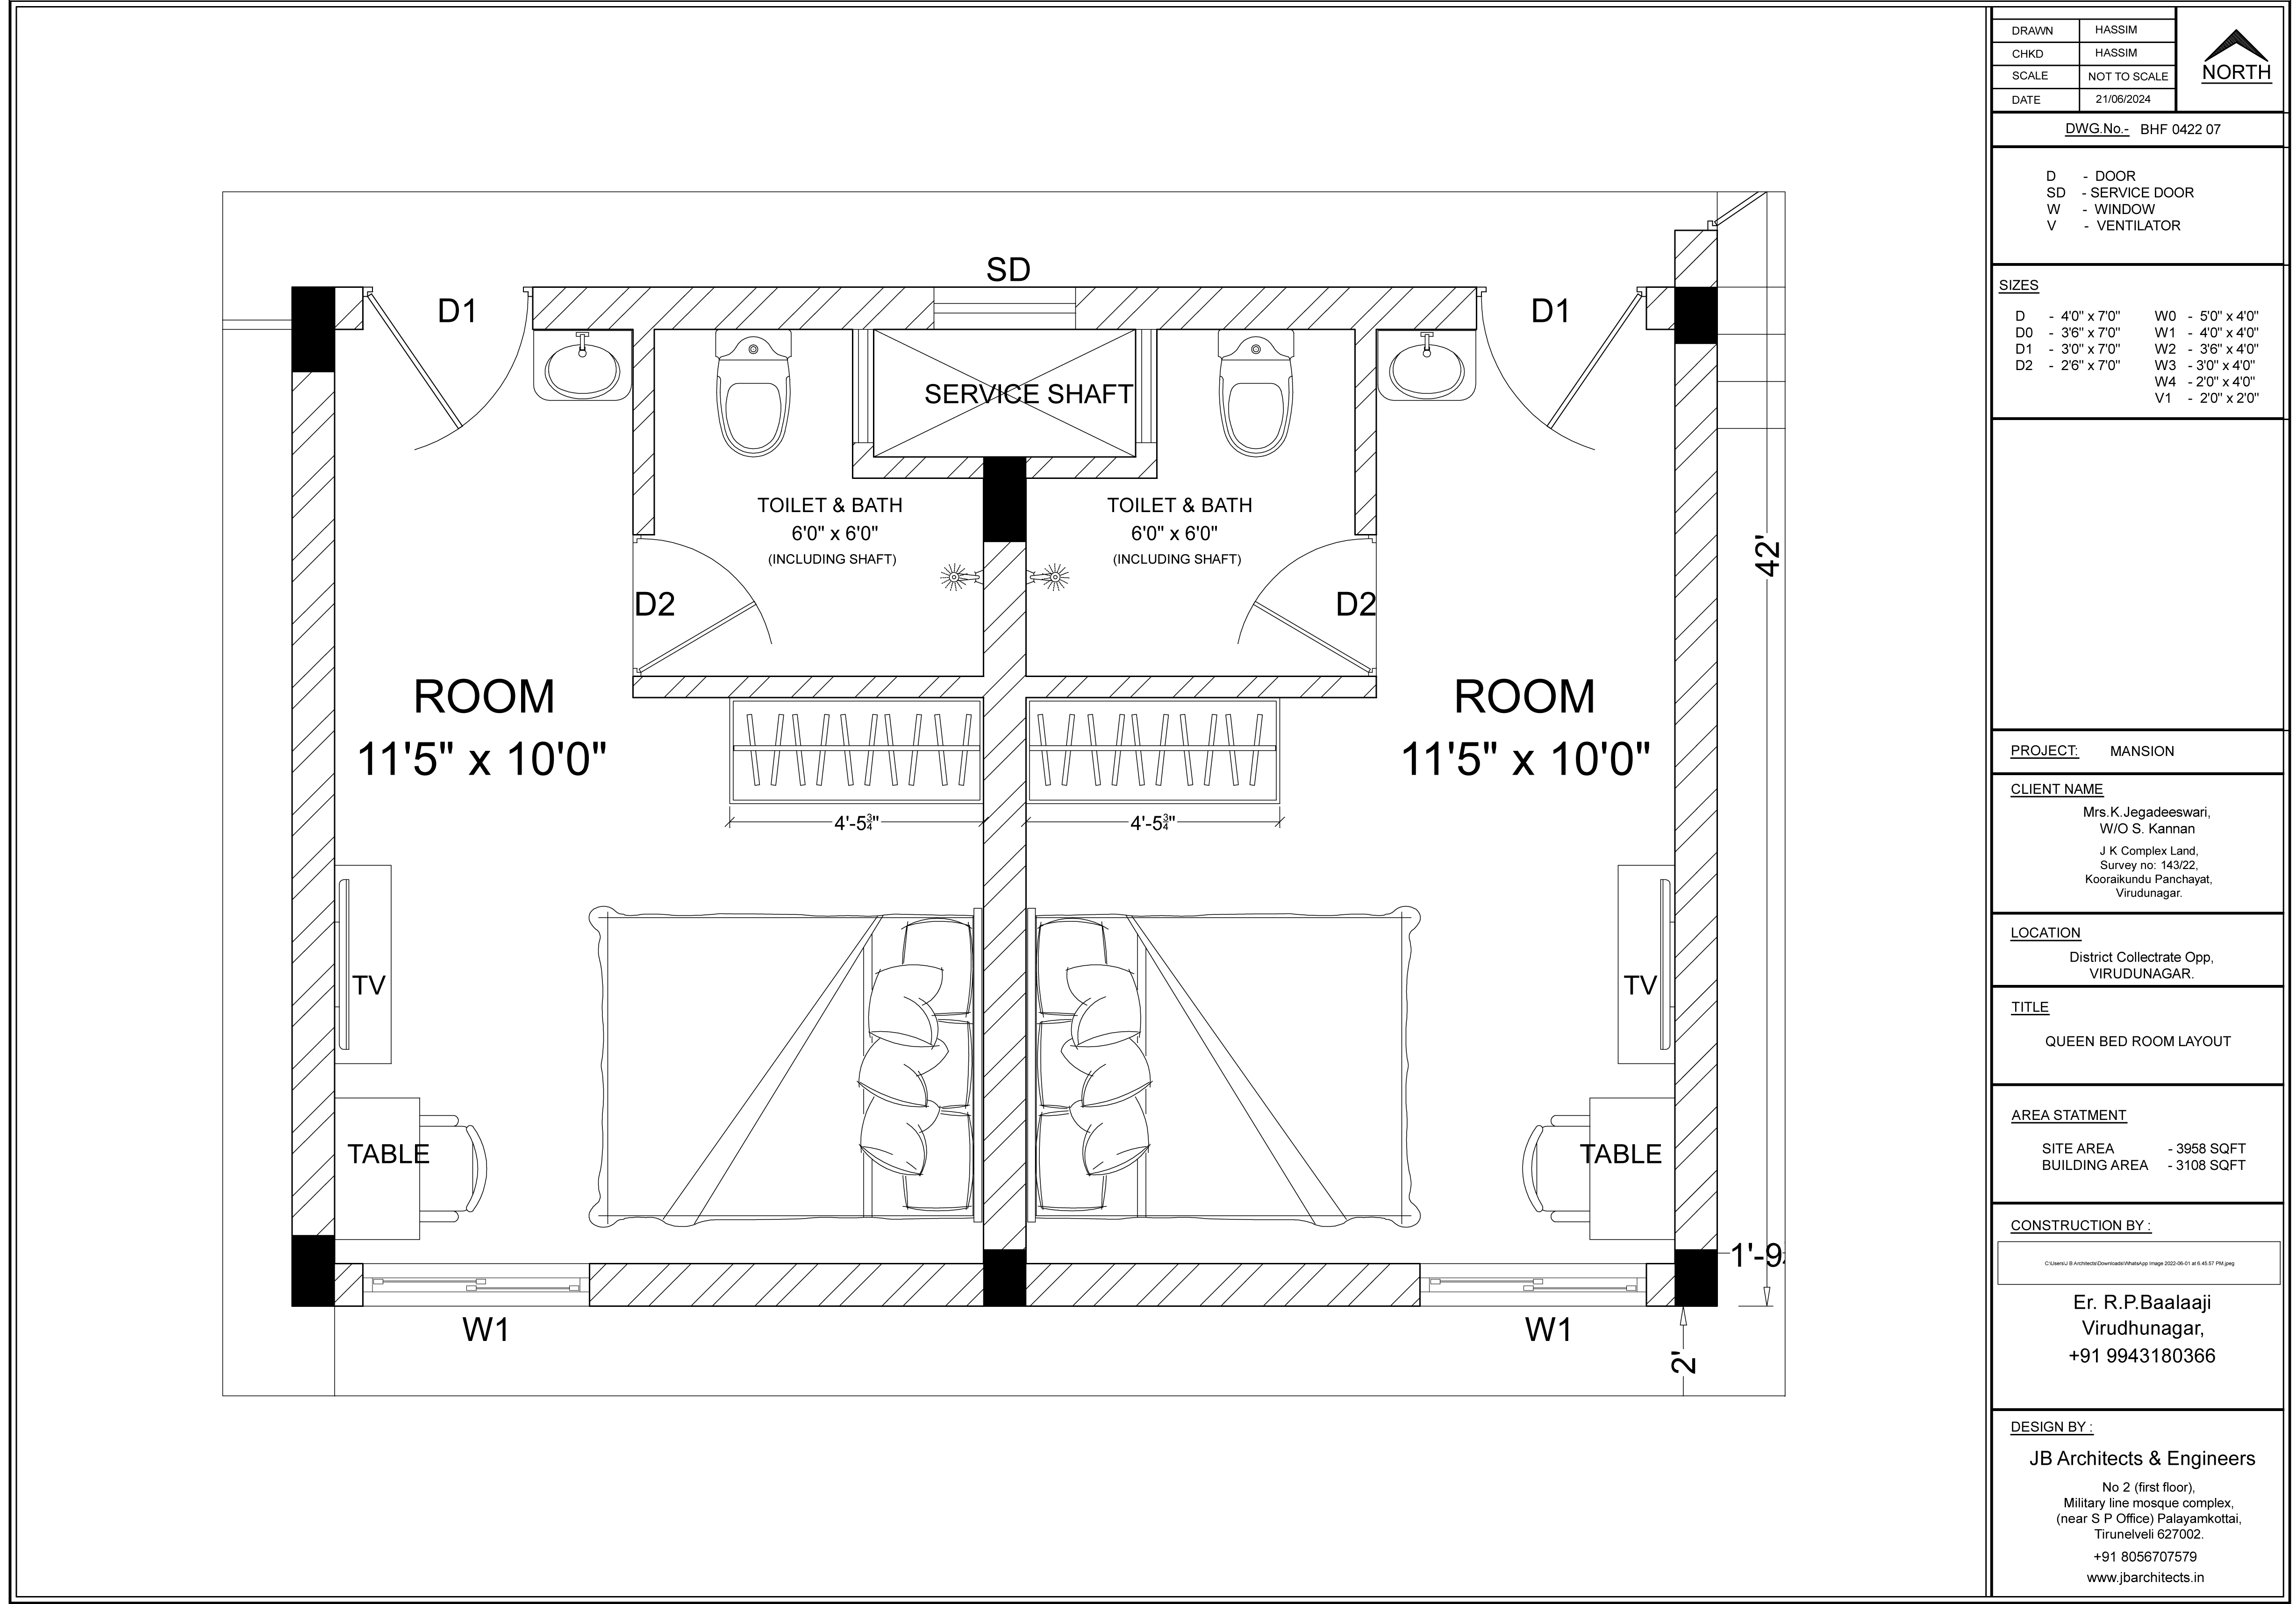 SD
D1
D1
SERVICE SHAFT
TOILET & BATH
6'0" x 6'0"
(INCLUDING SHAFT)
TOILET & BATH
6'0" x 6'0"
(INCLUDING SHAFT)
42'
D2
D2
ROOM
11'5" x 10'0"
ROOM
11'5" x 10'0"
4'-5¾"
4'-5¾"
TV
TV
TABLE
TABLE
1'-9
W1
W1
2'
DRAWN HASSIM
CHKD HASSIM
SCALE NOT TO SCALE
DATE 21/06/2024
NORTH
DWG.No.- BHF 0422 07
D - DOOR
SD - SERVICE DOOR
W - WINDOW
V - VENTILATOR
SIZES
D - 4'0" x 7'0" W0 - 5'0" x 4'0"
D0 - 3'6" x 7'0" W1 - 4'0" x 4'0"
D1 - 3'0" x 7'0" W2 - 3'6" x 4'0"
D2 - 2'6" x 7'0" W3 - 3'0" x 4'0"
W4 - 2'0" x 4'0"
V1 - 2'0" x 2'0"
PROJECT: MANSION
CLIENT NAME
Mrs.K.Jegadeeswari,
W/O S. Kannan
J K Complex Land,
Survey no: 143/22,
Kooraikundu Panchayat,
Virudunagar.
LOCATION
District Collectrate Opp,
VIRUDUNAGAR.
TITLE
QUEEN BED ROOM LAYOUT
AREA STATMENT
SITE AREA - 3958 SQFT
BUILDING AREA - 3108 SQFT
CONSTRUCTION BY :
C:\Users\J B Architects\Downloads\WhatsApp Image 2022-06-01 at 6.45.57 PM.jpeg
Er. R.P.Baalaaji
Virudhunagar,
+91 9943180366
DESIGN BY :
JB Architects & Engineers
No 2 (first floor),
Military line mosque complex,
(near S P Office) Palayamkottai,
Tirunelveli 627002.
+91 8056707579
www.jbarchitects.in